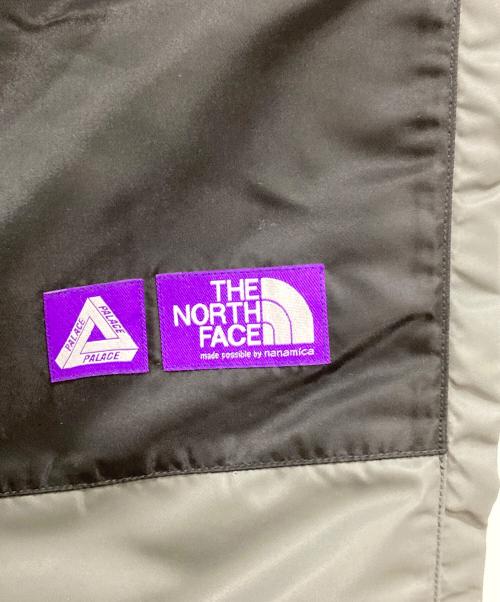 PALACE
PALACE
PALACE
THE
NORTH
FACE
made possible by nanamica